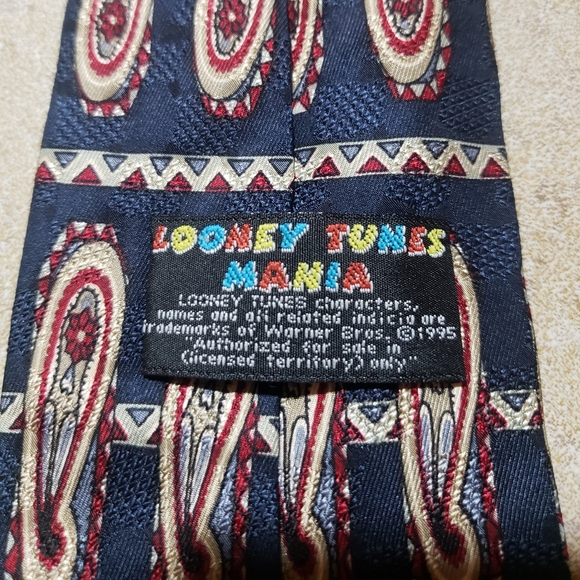 LOONEY TUNES
MANIA
LOONEY TUNES characters,
names and all related indicia are
trademarks of Warner Bros. ©1995
"Authorized for sale in
(licensed territory) only"